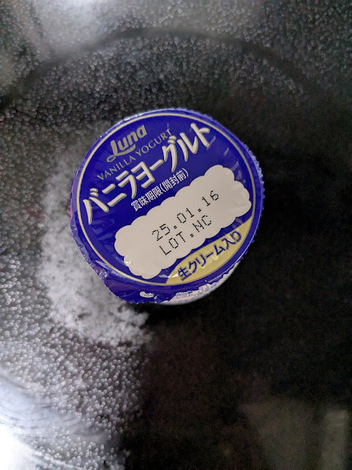 Luna
VANILLA YOGURT
バニラヨーグルト
賞味期限(開封前)
25.01.16
LOT.NC
生クリーム入り